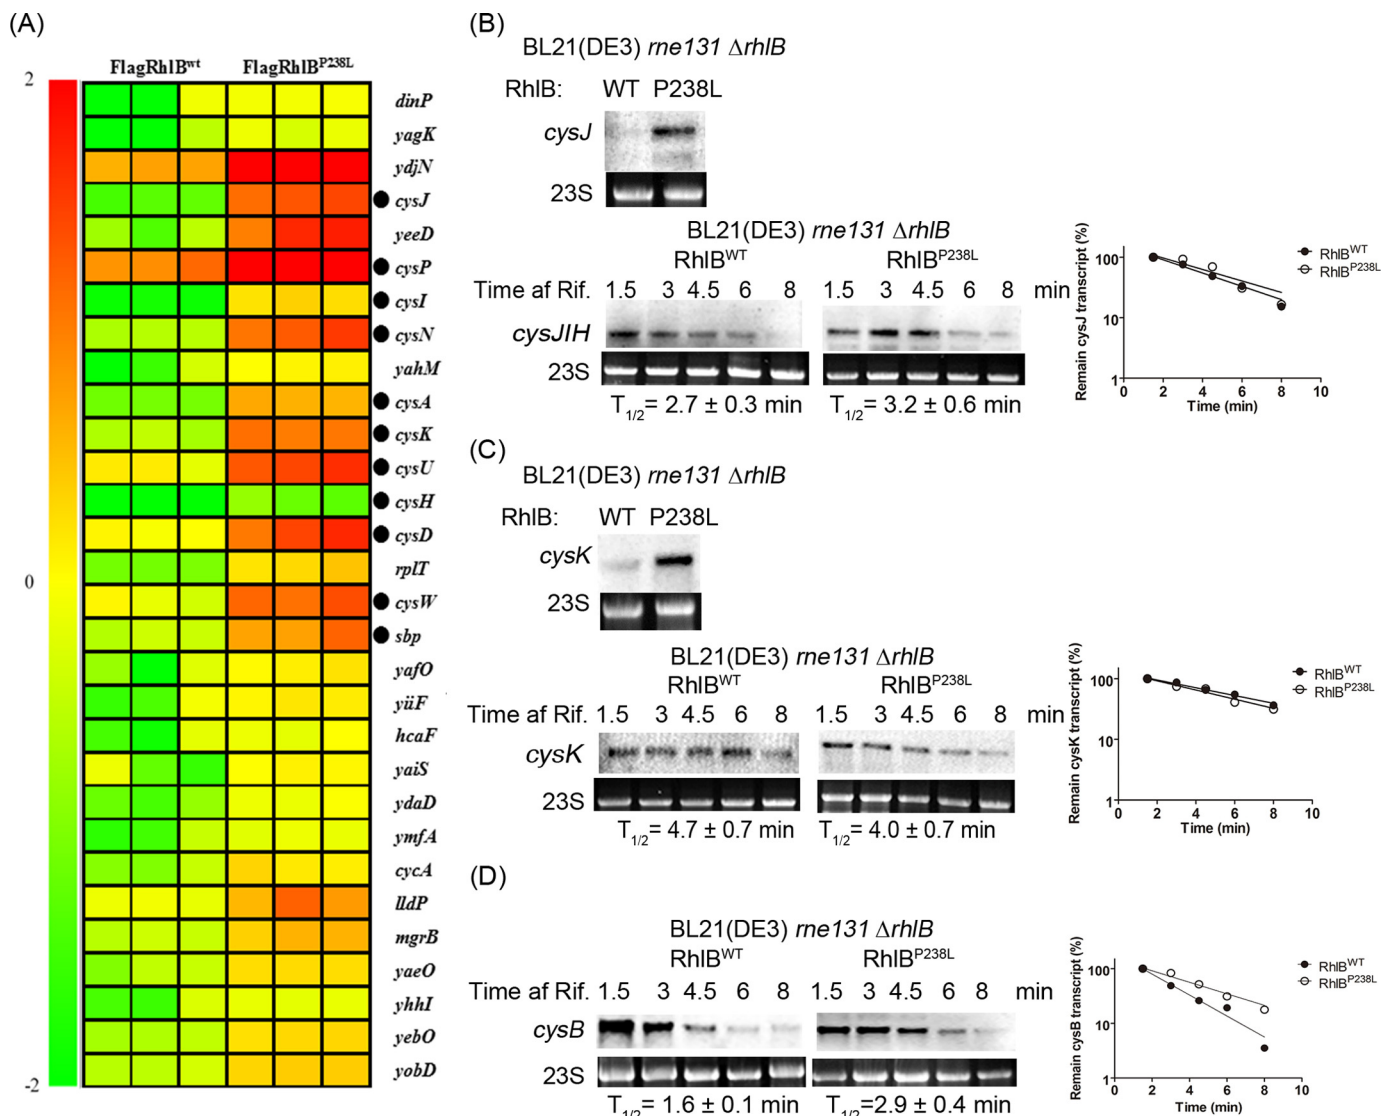 (A)
FlagRhlBwt FlagRhlBP238L
2
0
-2
dinP
yagK
ydjN
cysJ
yeeD
cysP
cysI
cysN
yahM
cysA
cysK
cysU
cysH
cysD
rplT
cysW
sbp
yafO
yiiF
hcaF
yaiS
ydaD
ymfA
cycA
lldP
mgrB
yaeO
yhhI
yebO
yobD
(B)
BL21(DE3) rne131 ΔrhlB
RhlB: WT P238L
cysJ
23S
BL21(DE3) rne131 ΔrhlB
RhlBWT RhlBP238L
Time af Rif. 1.5 3 4.5 6 8 1.5 3 4.5 6 8 min
cysJIH
23S
T1/2= 2.7 ± 0.3 min T1/2= 3.2 ± 0.6 min
Remain cysJ transcript (%)
100
10
1
0 2 4 6 8 10
Time (min)
RhlBWT
RhlBP238L
(C)
BL21(DE3) rne131 ΔrhlB
RhlB: WT P238L
cysK
23S
BL21(DE3) rne131 ΔrhlB
RhlBWT RhlBP238L
Time af Rif. 1.5 3 4.5 6 8 1.5 3 4.5 6 8 min
cysK
23S
T1/2= 4.7 ± 0.7 min T1/2= 4.0 ± 0.7 min
Remain cysK transcript (%)
100
10
1
0 2 4 6 8 10
Time (min)
RhlBWT
RhlBP238L
(D)
BL21(DE3) rne131 ΔrhlB
RhlBWT RhlBP238L
Time af Rif. 1.5 3 4.5 6 8 1.5 3 4.5 6 8 min
cysB
23S
T1/2= 1.6 ± 0.1 min T1/2=2.9 ± 0.4 min
Remain cysB transcript (%)
100
10
1
0 2 4 6 8 10
Time (min)
RhlBWT
RhlBP238L